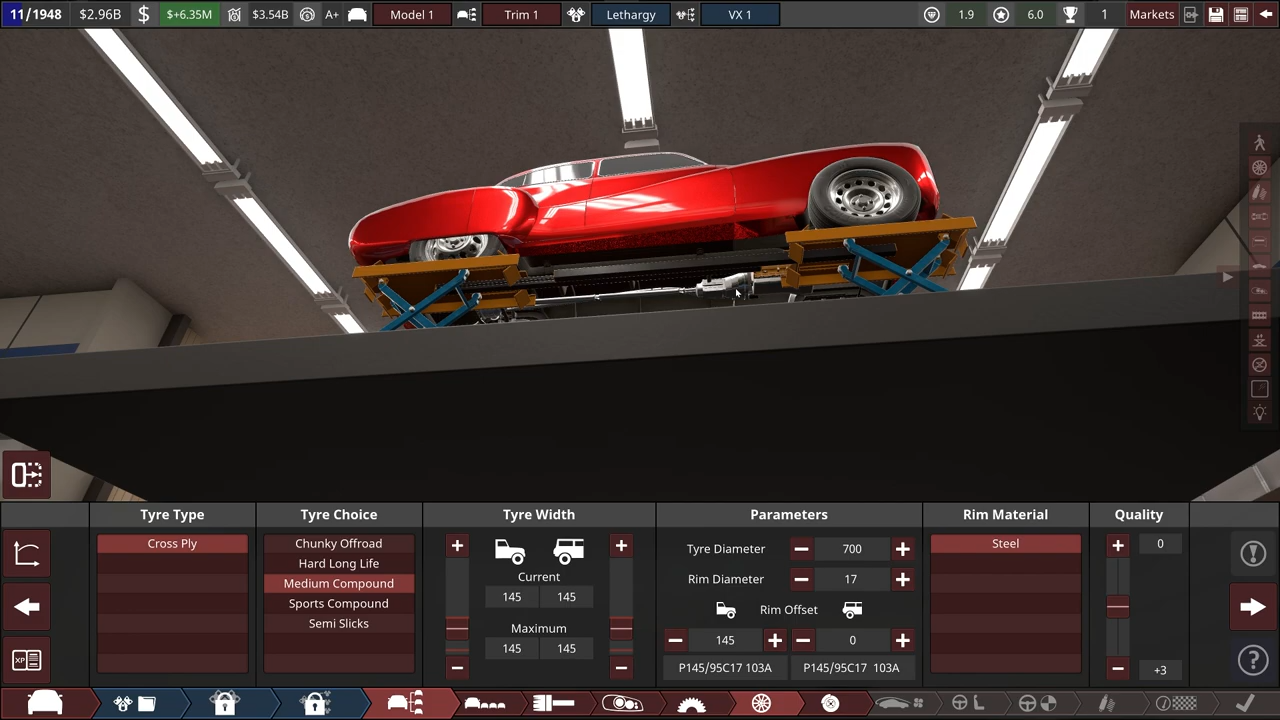 11/1948 $2.96B $ $+6.35M $3.54B A+ Model 1 Trim 1 Lethargy VX 1 1.9 6.0 1 Markets
Tyre Type
Cross Ply
Tyre Choice
Chunky Offroad
Hard Long Life
Medium Compound
Sports Compound
Semi Slicks
Tyre Width
Current
145 145
Maximum
145 145
Parameters
Tyre Diameter 700
Rim Diameter 17
Rim Offset
145 0
P145/95C17 103A P145/95C17 103A
Rim Material
Steel
Quality
0
+3
XP